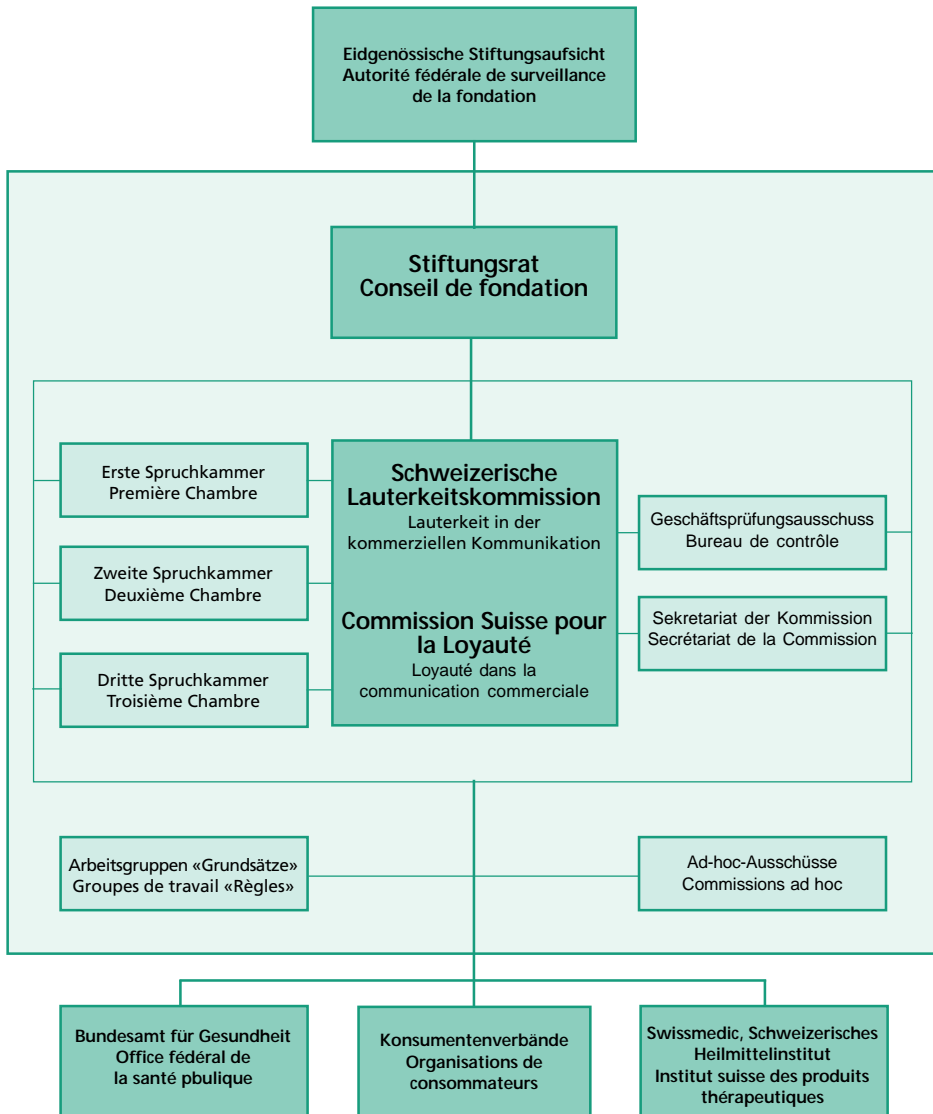 Eidgenössische Stiftungsaufsicht
Autorité fédérale de surveillance
de la fondation
Stiftungsrat
Conseil de fondation
Erste Spruchkammer
Première Chambre
Zweite Spruchkammer
Deuxième Chambre
Dritte Spruchkammer
Troisième Chambre
Schweizerische
Lauterkeitskommission
Lauterkeit in der
kommerziellen Kommunikation
Commission Suisse pour
la Loyauté
Loyauté dans la
communication commerciale
Geschäftsprüfungsausschuss
Bureau de contrôle
Sekretariat der Kommission
Secrétariat de la Commission
Arbeitsgruppen «Grundsätze»
Groupes de travail «Règles»
Ad-hoc-Ausschüsse
Commissions ad hoc
Bundesamt für Gesundheit
Office fédéral de
la santé pbulique
Konsumentenverbände
Organisations de
consommateurs
Swissmedic, Schweizerisches
Heilmittelinstitut
Institut suisse des produits
thérapeutiques